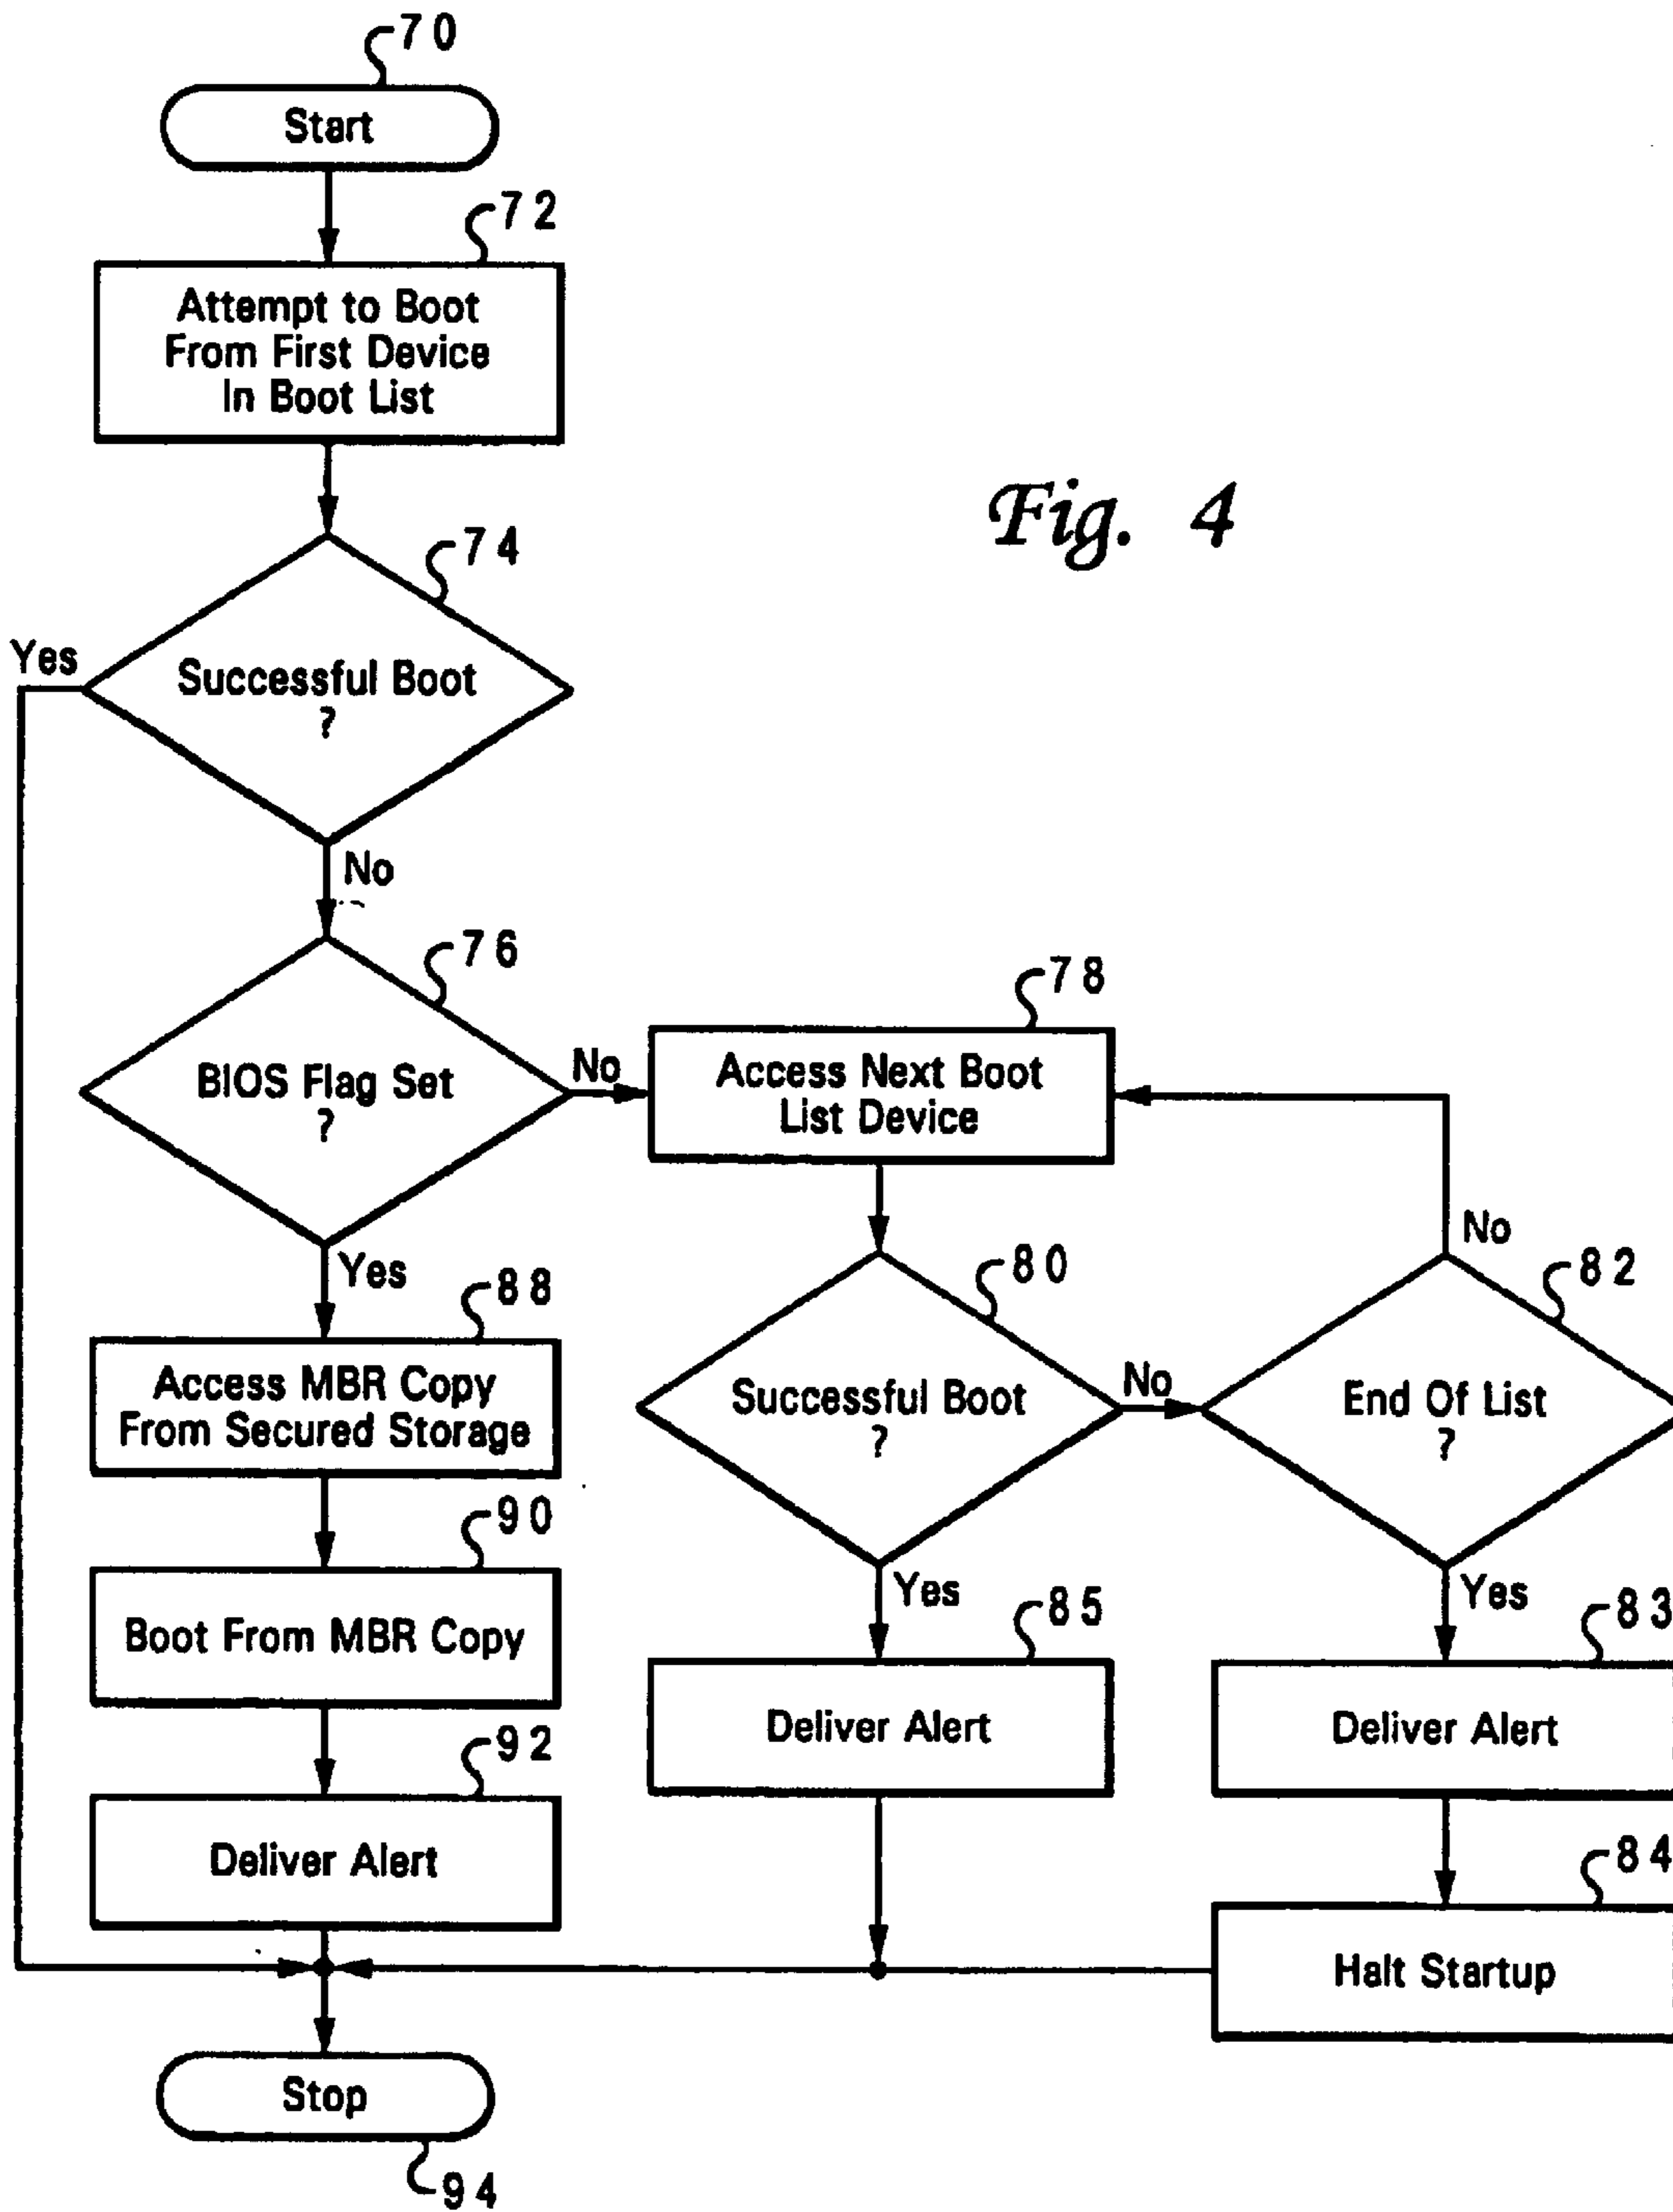 70
Start
72
Attempt to Boot
From First Device
In Boot List
Fig. 4
74
Yes
Successful Boot
?
No
76
BIOS Flag Set
?
No
78
Access Next Boot
List Device
Yes
88
Access MBR Copy
From Secured Storage
90
Boot From MBR Copy
92
Deliver Alert
80
Successful Boot
?
No
Yes
85
Deliver Alert
No
82
End Of List
?
Yes
83
Deliver Alert
84
Halt Startup
Stop
94